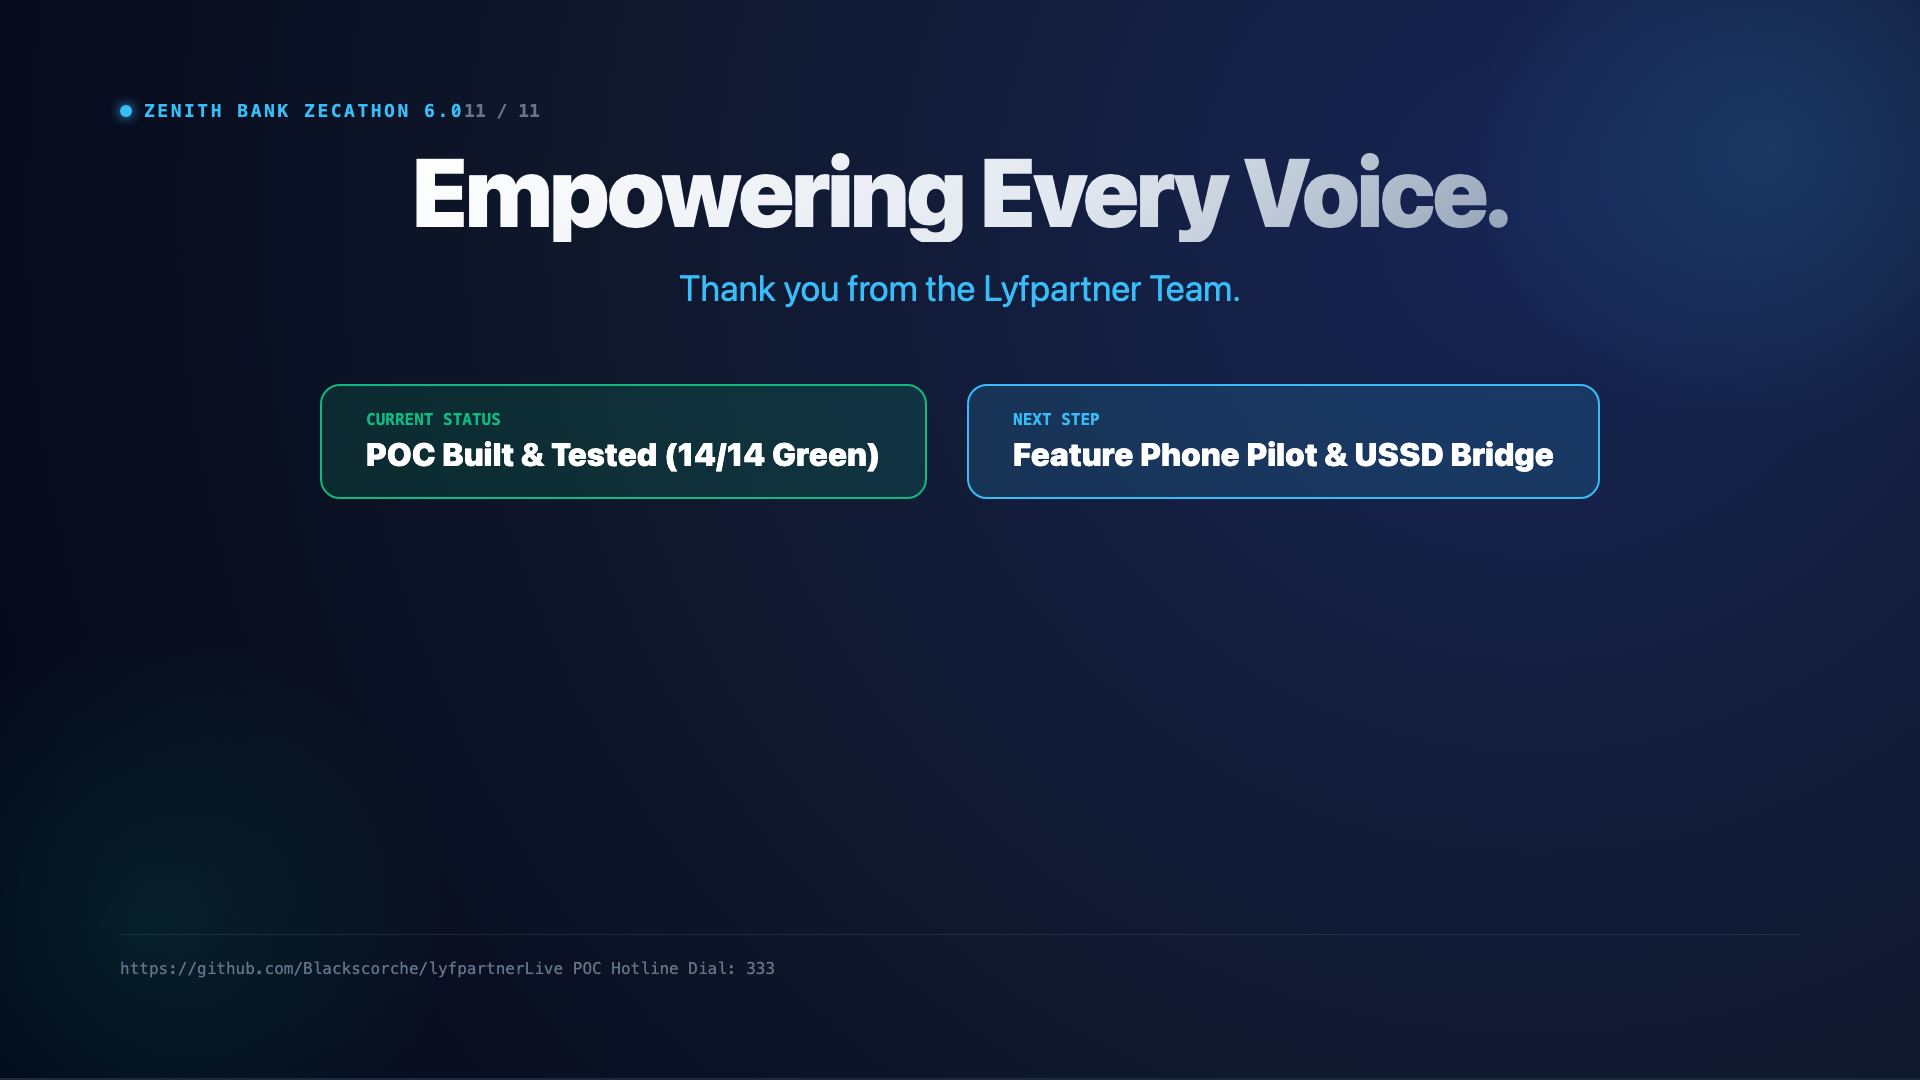 ZENITH BANK ZECATHON 6.011 / 11
Empowering Every Voice.
Thank you from the Lyfpartner Team.
CURRENT STATUS
POC Built & Tested (14/14 Green)
NEXT STEP
Feature Phone Pilot & USSD Bridge
https://github.com/Blackscorche/lyfpartnerLive POC Hotline Dial: 333